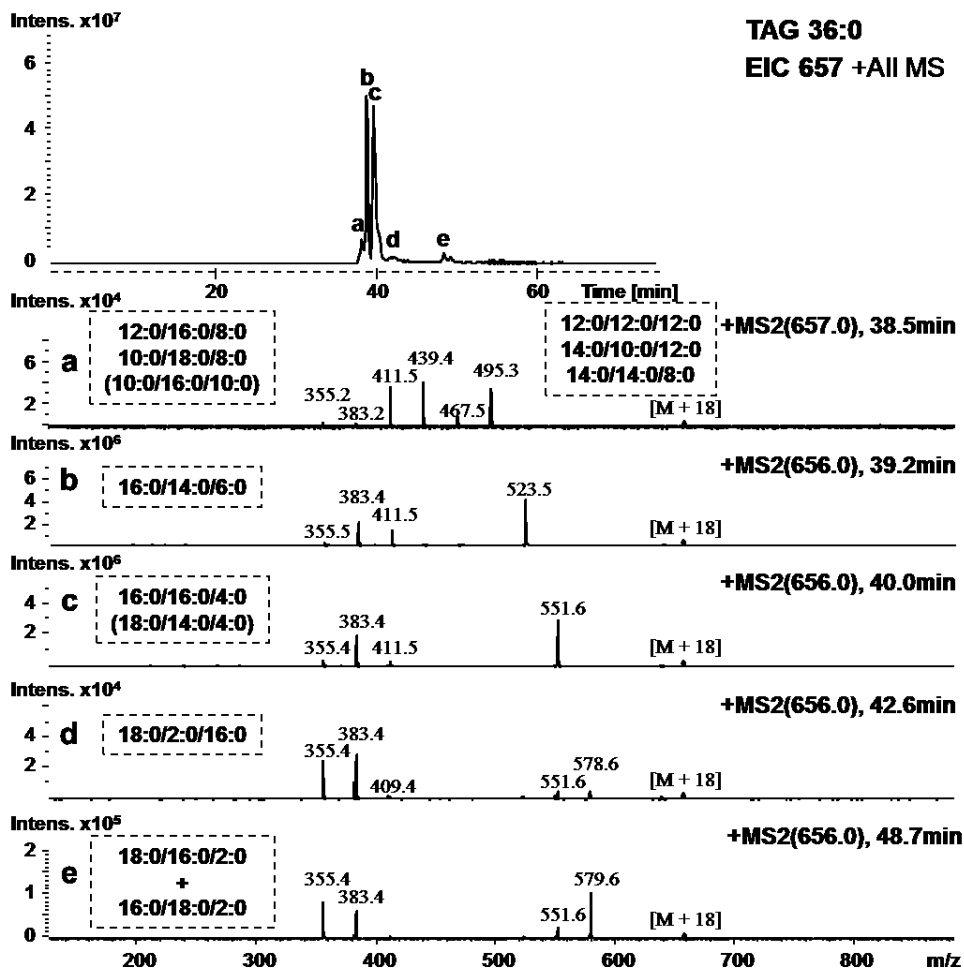 Intens. x10⁷
TAG 36:0
EIC 657 +All MS
6
4
2
0
a
b
c
d
e
20
40
60
Time [min]
Intens. x10⁴
+MS2(657.0), 38.5min
6
2
a
12:0/16:0/8:0
10:0/18:0/8:0
(10:0/16:0/10:0)
12:0/12:0/12:0
14:0/10:0/12:0
14:0/14:0/8:0
355.2
383.2
411.5
439.4
467.5
495.3
[M + 18]
Intens. x10⁶
+MS2(656.0), 39.2min
6
4
2
b
16:0/14:0/6:0
355.5
383.4
411.5
523.5
[M + 18]
Intens. x10⁶
+MS2(656.0), 40.0min
4
2
c
16:0/16:0/4:0
(18:0/14:0/4:0)
355.4
383.4
411.5
551.6
[M + 18]
Intens. x10⁴
+MS2(656.0), 42.6min
6
2
d
18:0/2:0/16:0
355.4
383.4
409.4
551.6
578.6
[M + 18]
Intens. x10⁵
+MS2(656.0), 48.7min
2
1
0
e
18:0/16:0/2:0
+
16:0/18:0/2:0
355.4
383.4
551.6
579.6
[M + 18]
200
300
400
500
600
700
800
m/z